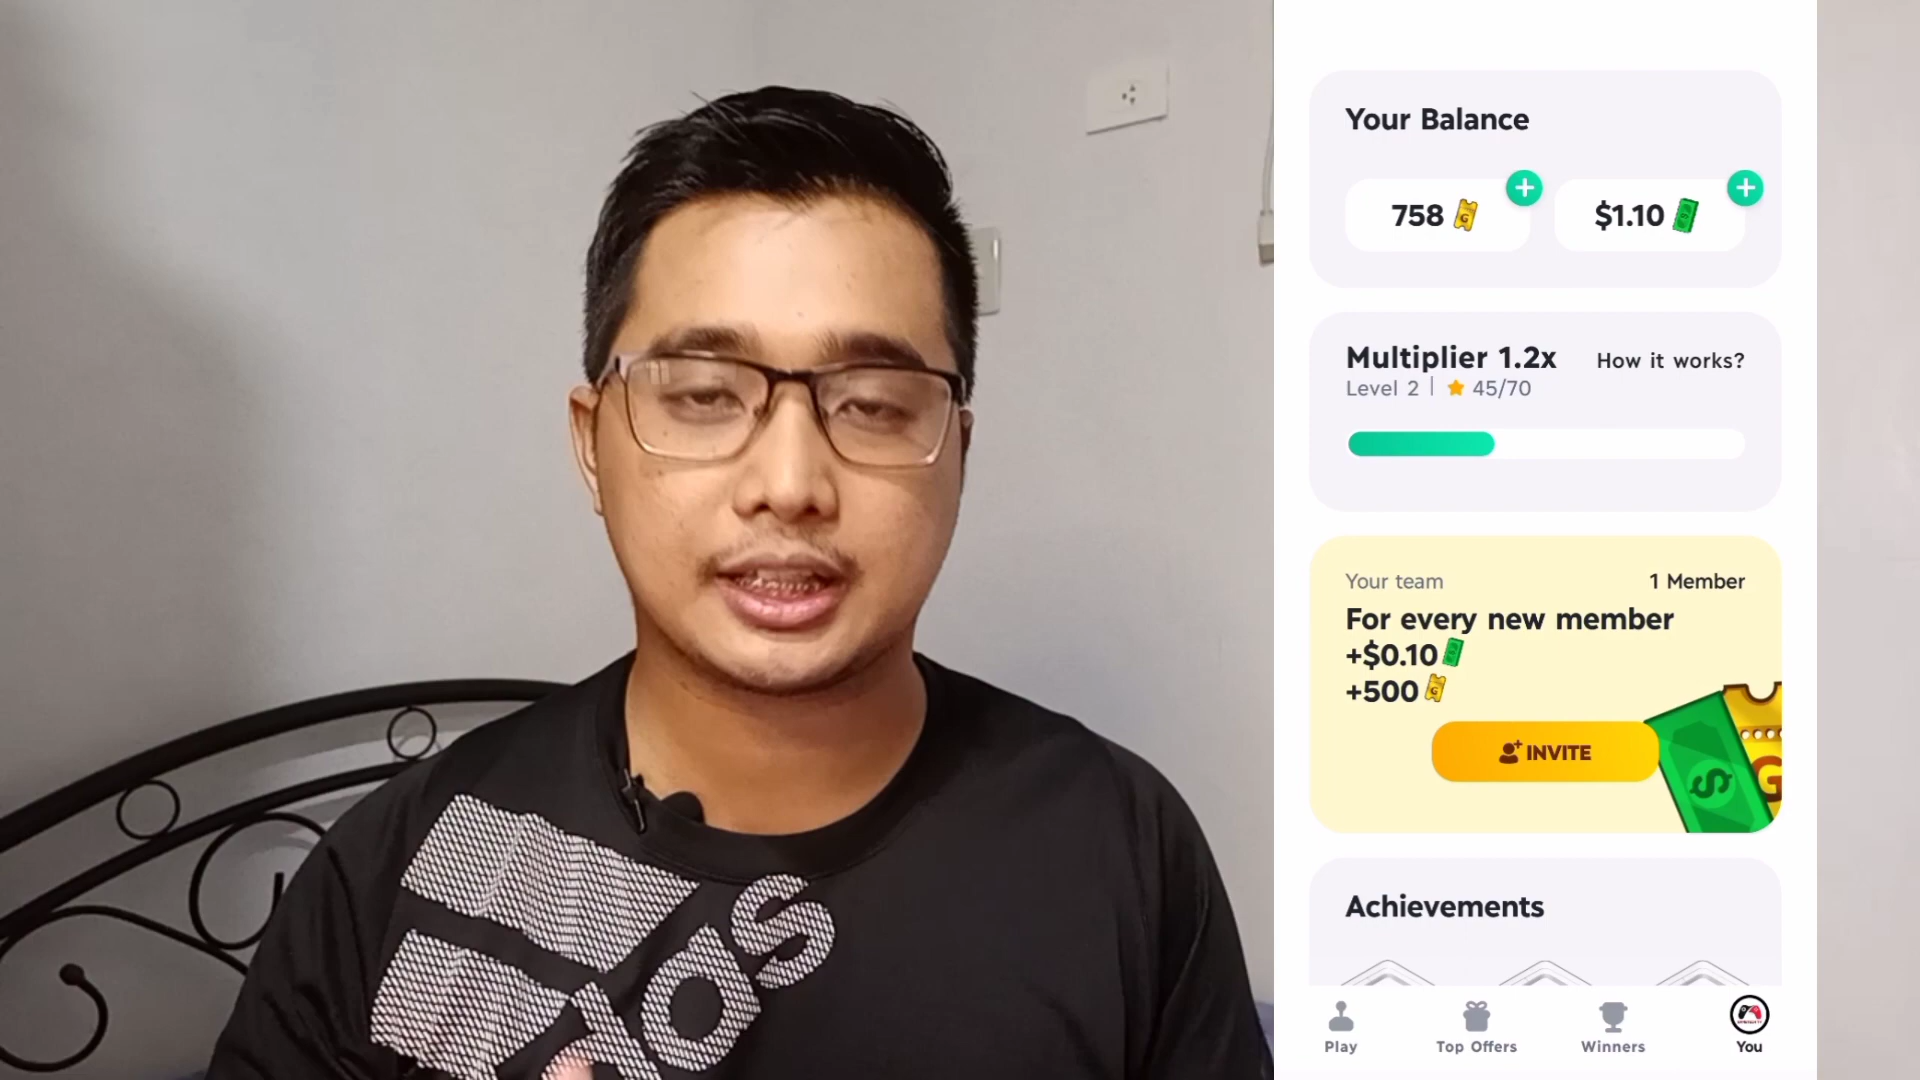 Your Balance
758
$1.10
Multiplier 1.2x
How it works?
Level 2
45/70
Your team
1 Member
For every new member
+$0.10
+500
INVITE
Achievements
Play
Top Offers
Winners
You